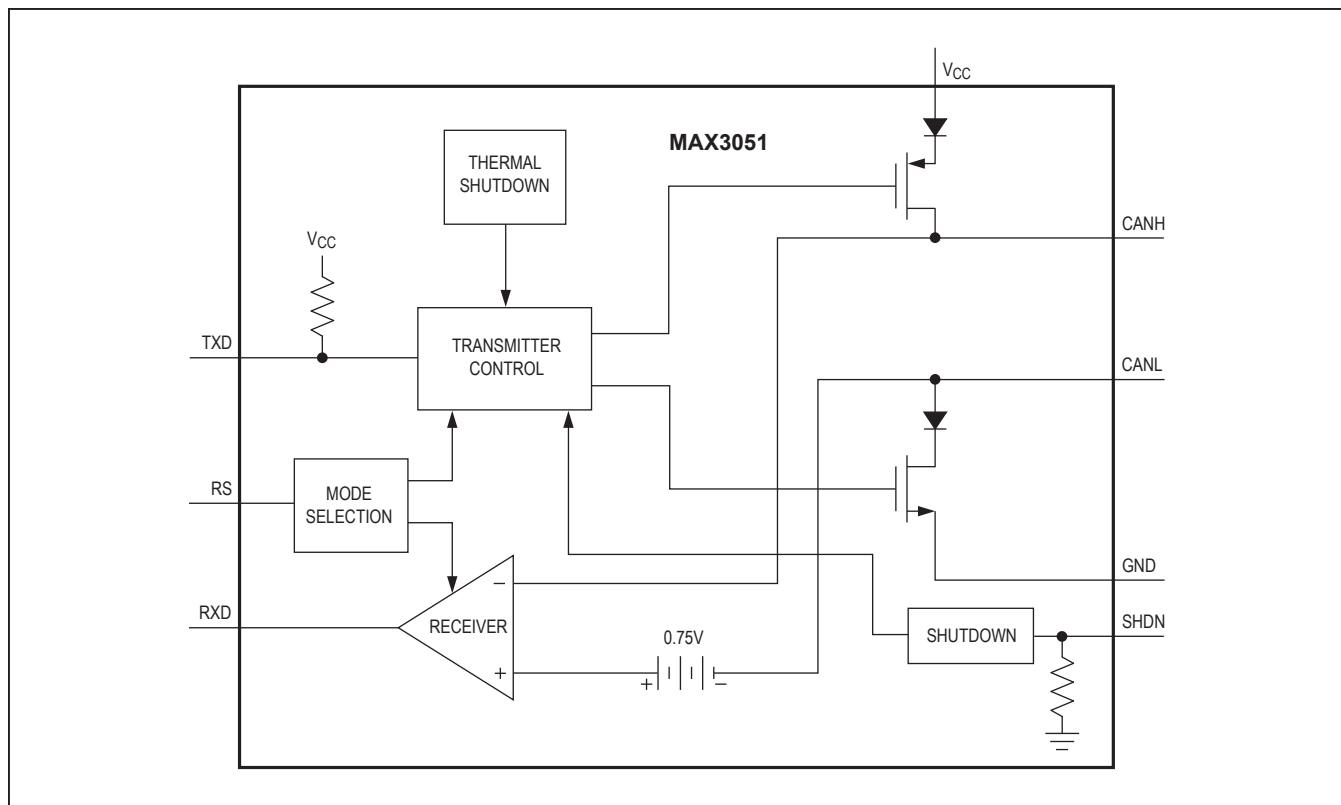 VCC
MAX3051
THERMAL
SHUTDOWN
VCC
CANH
TXD
TRANSMITTER
CONTROL
CANL
RS
MODE
SELECTION
GND
RXD
RECEIVER
−
+
0.75V
+
−
SHUTDOWN
SHDN